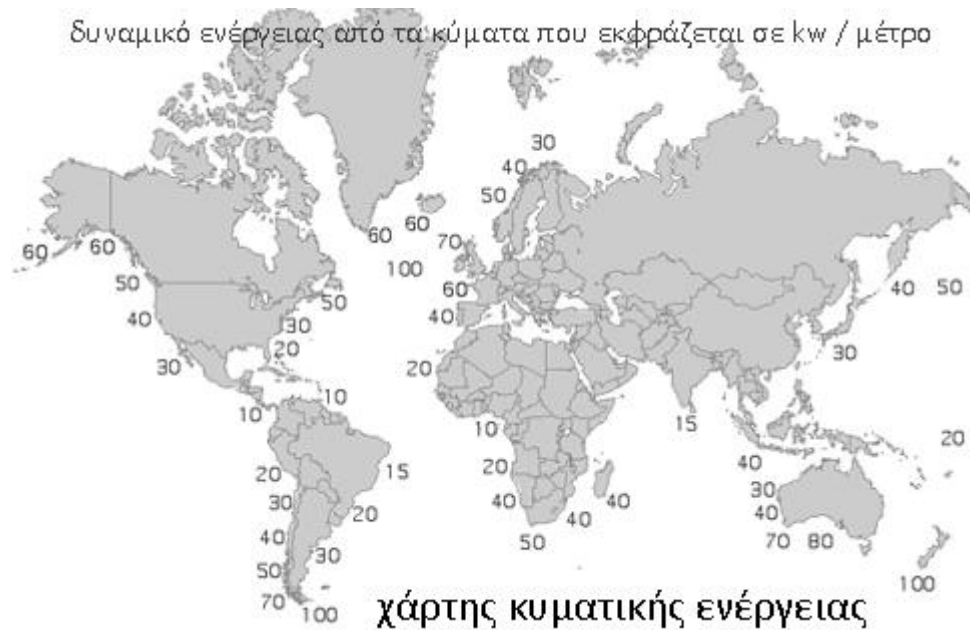 δυναμικό ενέργειας από τα κύματα που εκφράζεται σε kw / μέτρο
30
40
50
60 60 60 60 70
50 50 100 60 40 50
40 30 40 30
20
30 20
10 10 10 15 20
20 15 20 40
30 40 40 30
20 40 40
40 30 50 70 80
50 100
70 100
χάρτης κυματικής ενέργειας